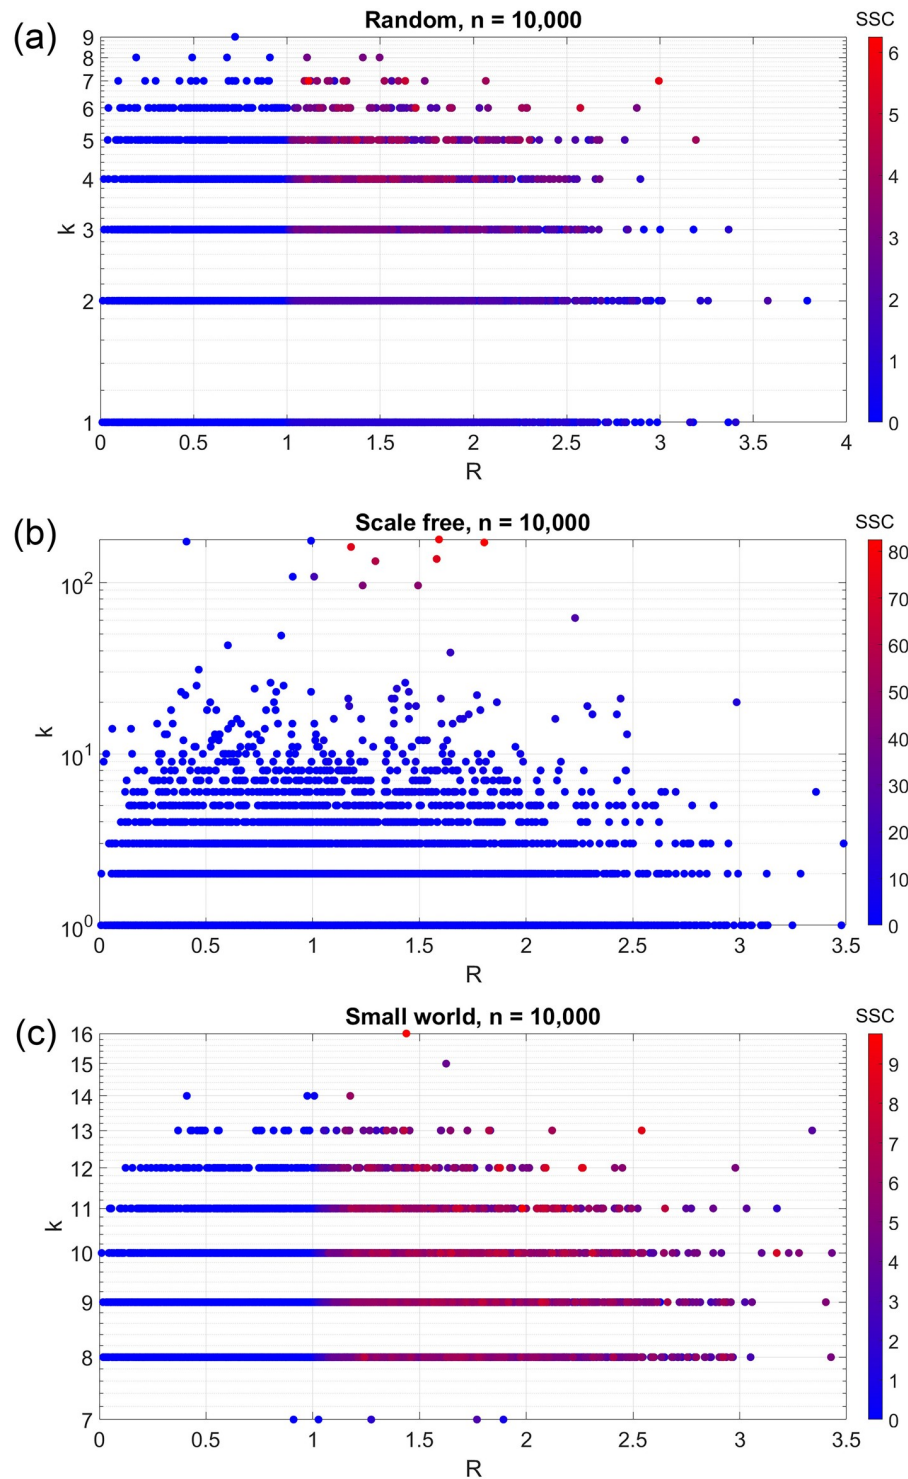 (a)
Random, n = 10,000
SSC
9
8
7
6
5
4
3
2
1
k
0 0.5 1 1.5 2 2.5 3 3.5 4
R
6
5
4
3
2
1
0
(b)
Scale free, n = 10,000
SSC
10^2
10^1
10^0
k
0 0.5 1 1.5 2 2.5 3 3.5
R
80
70
60
50
40
30
20
10
0
(c)
Small world, n = 10,000
SSC
16
15
14
13
12
11
10
9
8
7
k
0 0.5 1 1.5 2 2.5 3 3.5
R
9
8
7
6
5
4
3
2
1
0